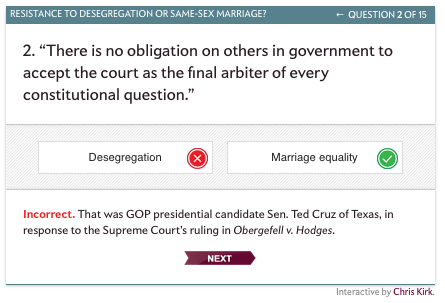 RESISTANCE TO DESEGREGATION OR SAME-SEX MARRIAGE?
← QUESTION 2 OF 15
2. “There is no obligation on others in government to
accept the court as the final arbiter of every
constitutional question.”
Desegregation
Marriage equality
Incorrect. That was GOP presidential candidate Sen. Ted Cruz of Texas, in
response to the Supreme Court’s ruling in Obergefell v. Hodges.
NEXT
Interactive by Chris Kirk.